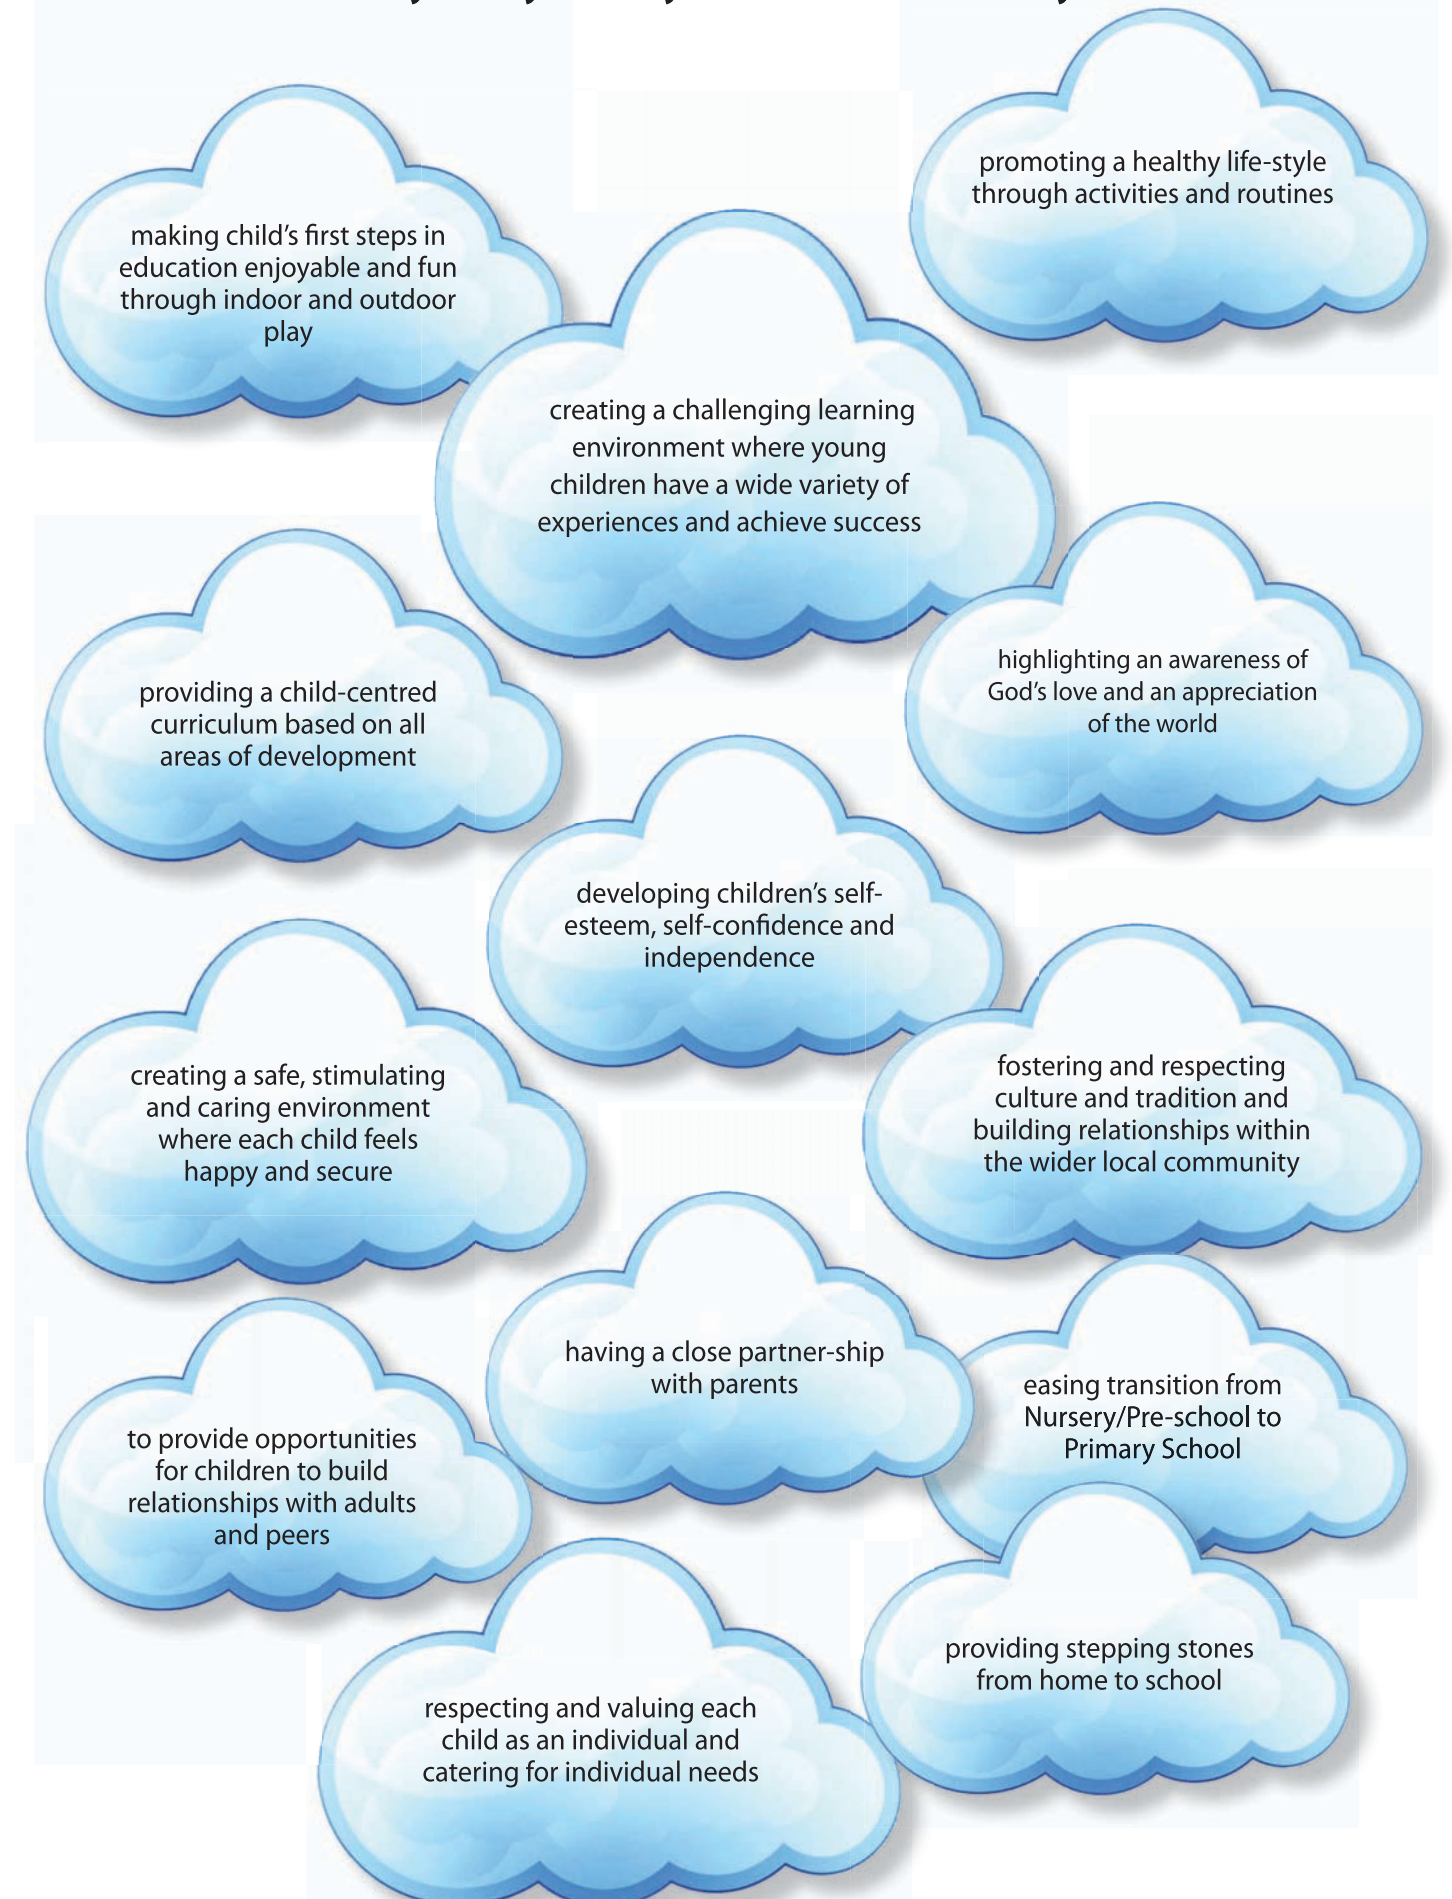 promoting a healthy life-style
through activities and routines
making child's first steps in
education enjoyable and fun
through indoor and outdoor
play
creating a challenging learning
environment where young
children have a wide variety of
experiences and achieve success
highlighting an awareness of
God's love and an appreciation
of the world
providing a child-centred
curriculum based on all
areas of development
developing children's self-
esteem, self-confidence and
independence
creating a safe, stimulating
and caring environment
where each child feels
happy and secure
fostering and respecting
culture and tradition and
building relationships within
the wider local community
having a close partner-ship
with parents
easing transition from
Nursery/Pre-school to
Primary School
to provide opportunities
for children to build
relationships with adults
and peers
providing stepping stones
from home to school
respecting and valuing each
child as an individual and
catering for individual needs